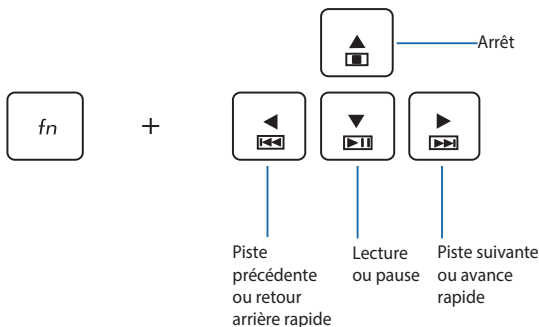 Arrêt
fn
+
Piste
précédente
ou retour
arrière rapide
Lecture
ou pause
Piste suivante
ou avance
rapide